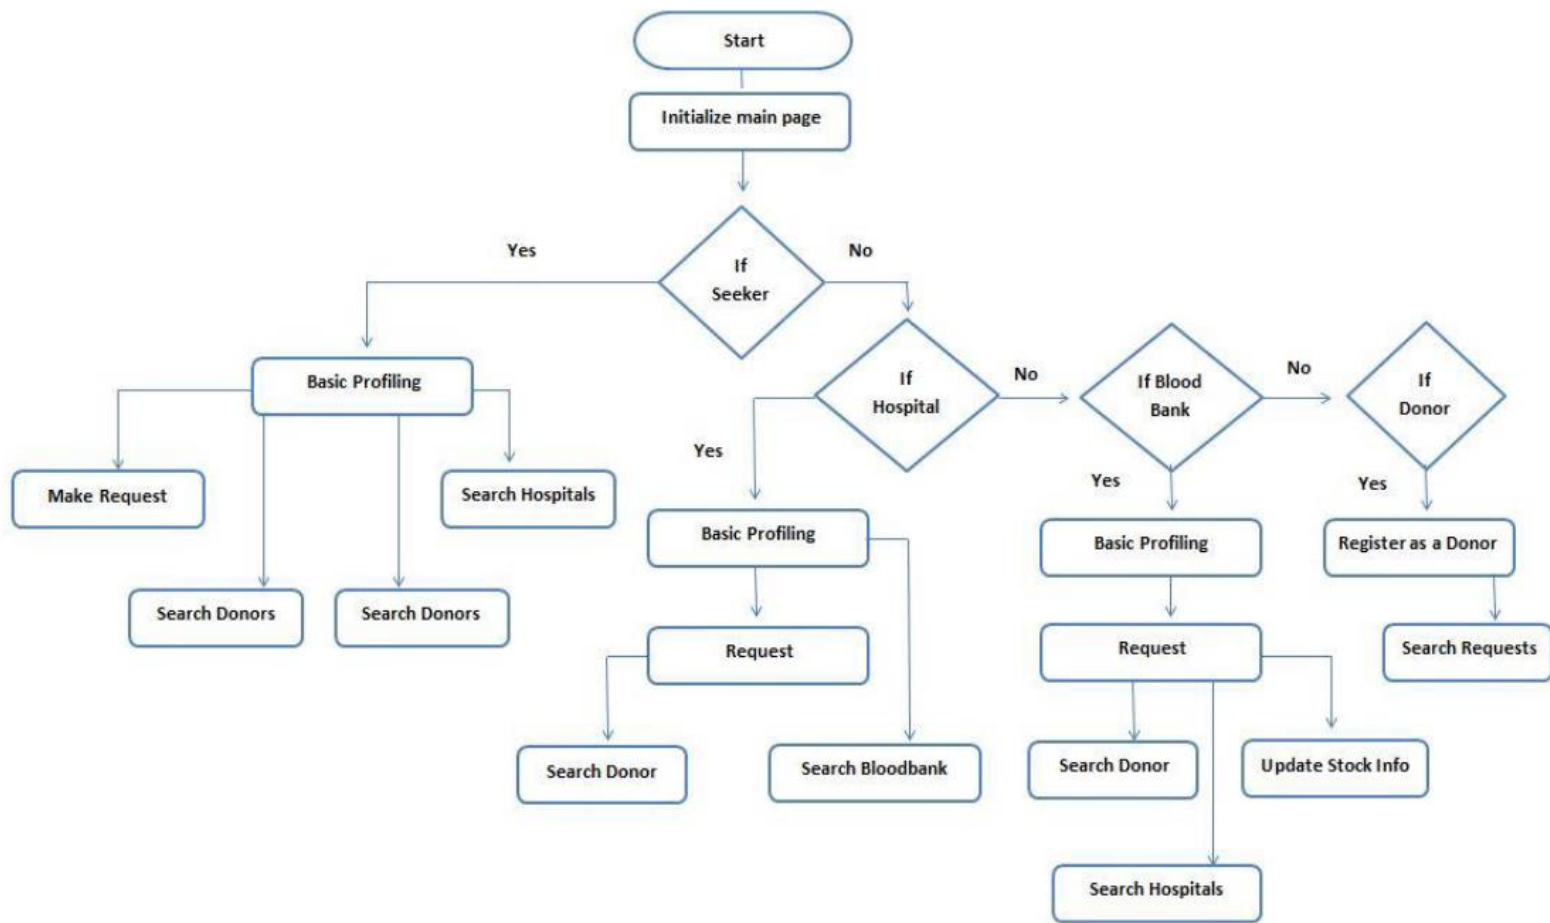 Start
Initialize main page
Yes
No
If
Seeker
Basic Profiling
If
Hospital
No
If Blood
Bank
No
If
Donor
Yes
Yes
Yes
Make Request
Search Hospitals
Basic Profiling
Basic Profiling
Register as a Donor
Search Donors
Search Donors
Request
Request
Search Requests
Search Donor
Search Bloodbank
Search Donor
Update Stock Info
Search Hospitals